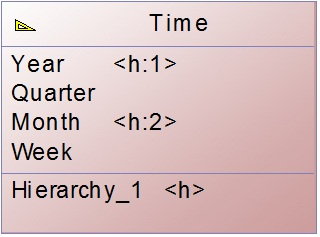 Time
Year <h:1>
Quarter
Month <h:2>
Week
Hierarchy_1 <h>